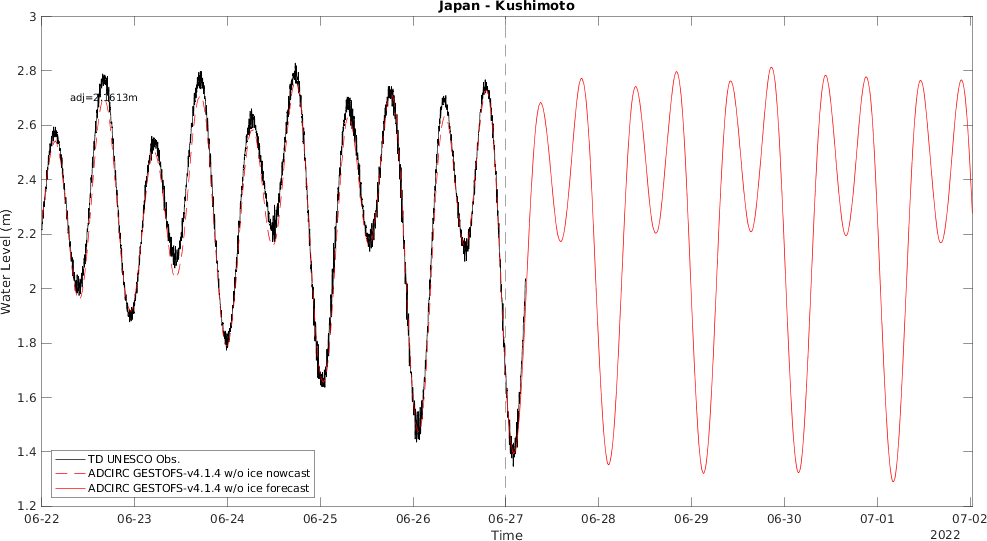 Japan - Kushimoto
3
2.8
adj=2.1613m
2.6
2.4
2.2
2
1.8
1.6
1.4
1.2
Water Level (m)
TD UNESCO Obs.
ADCIRC GESTOFS-v4.1.4 w/o ice nowcast
ADCIRC GESTOFS-v4.1.4 w/o ice forecast
06-22 06-23 06-24 06-25 06-26 06-27 06-28 06-29 06-30 07-01 07-02
Time
2022